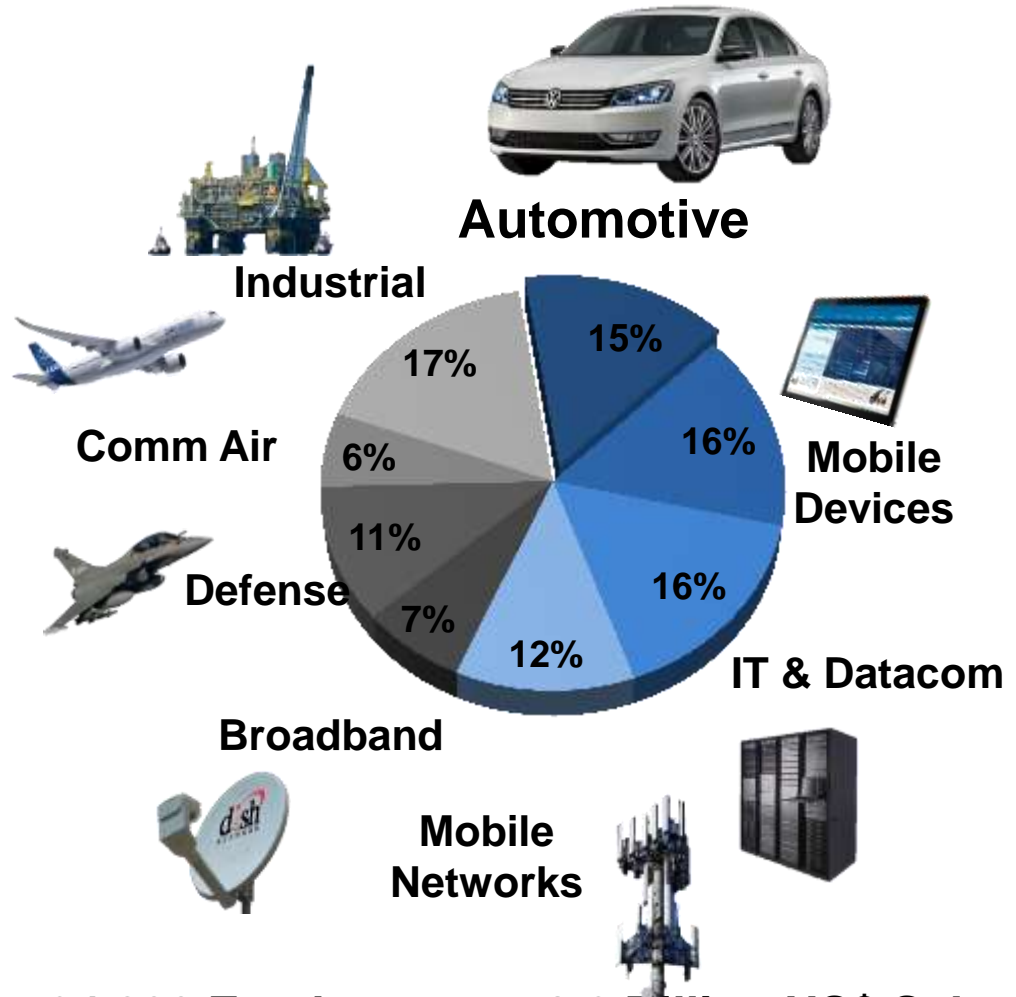 Automotive
Industrial
15%
17%
16%
Comm Air
6%
Mobile
Devices
11%
Defense
16%
7%
12%
IT & Datacom
Broadband
dish
Mobile
Networks